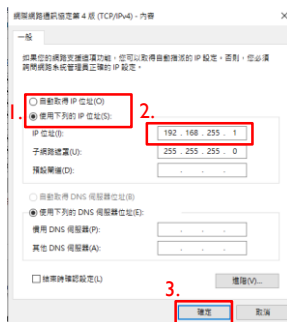 網際網路通訊協定第 4 版 (TCP/IPv4) - 內容
一般
如果您的網路支援這項功能，您可以取得自動指派的 IP 設定。否則，您必須
詢問網路系統管理員正確的 IP 設定。
自動取得 IP 位址(O)
1.
使用下列的 IP 位址(S):
2.
IP 位址(I): 192 . 168 . 255 . 1
子網路遮罩(U): 255 . 255 . 255 . 0
預設閘道(D): . . .
自動取得 DNS 伺服器位址(B)
使用下列的 DNS 伺服器位址(E):
慣用 DNS 伺服器(P): . . .
其他 DNS 伺服器(A): . . .
結束時確認設定(L)
進階(V)...
3.
確定 取消